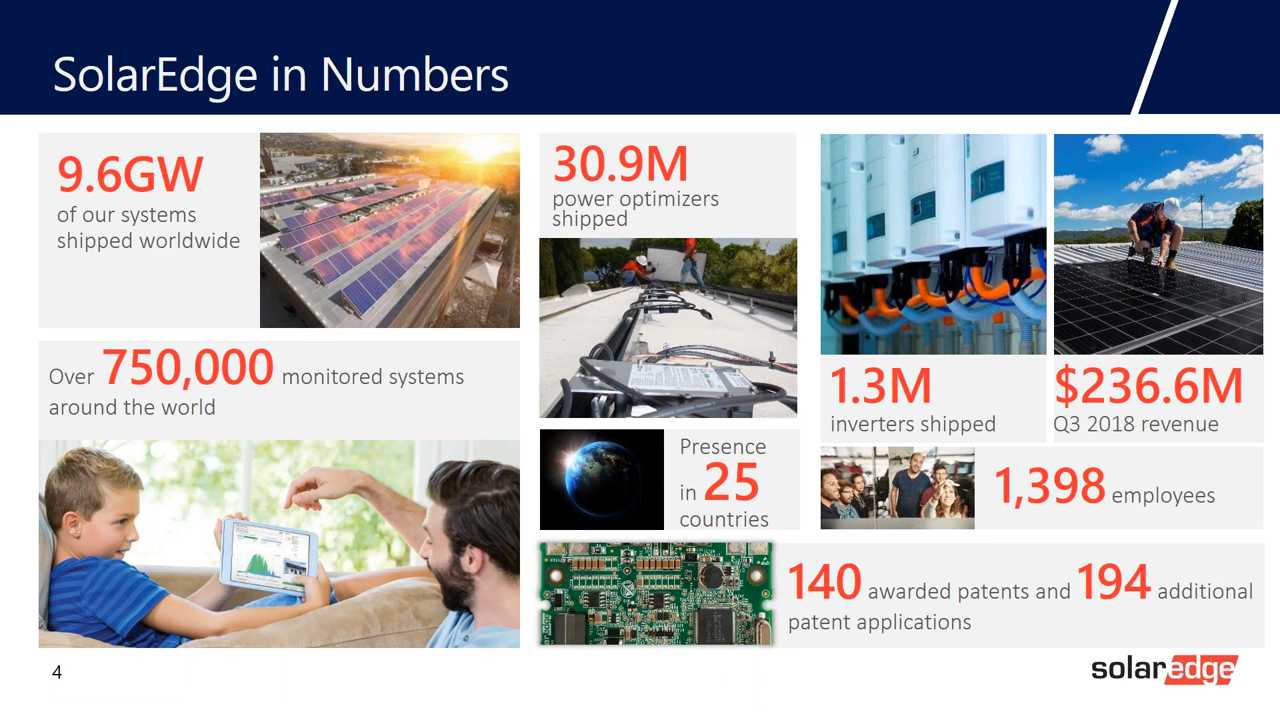 SolarEdge in Numbers
9.6GW
of our systems
shipped worldwide
30.9M
power optimizers
shipped
1.3M
inverters shipped
$236.6M
Q3 2018 revenue
Over 750,000 monitored systems
around the world
Presence
in 25
countries
1,398 employees
140 awarded patents and 194 additional
patent applications
4
solaredge